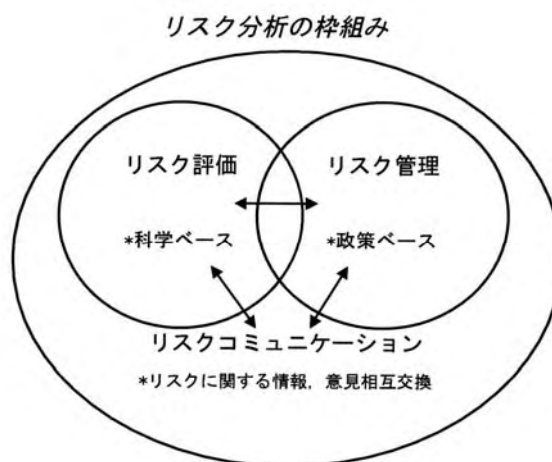 リスク分析の枠組み
リスク評価
リスク管理
*科学ベース
*政策ベース
リスクコミュニケーション
*リスクに関する情報，意見相互交換